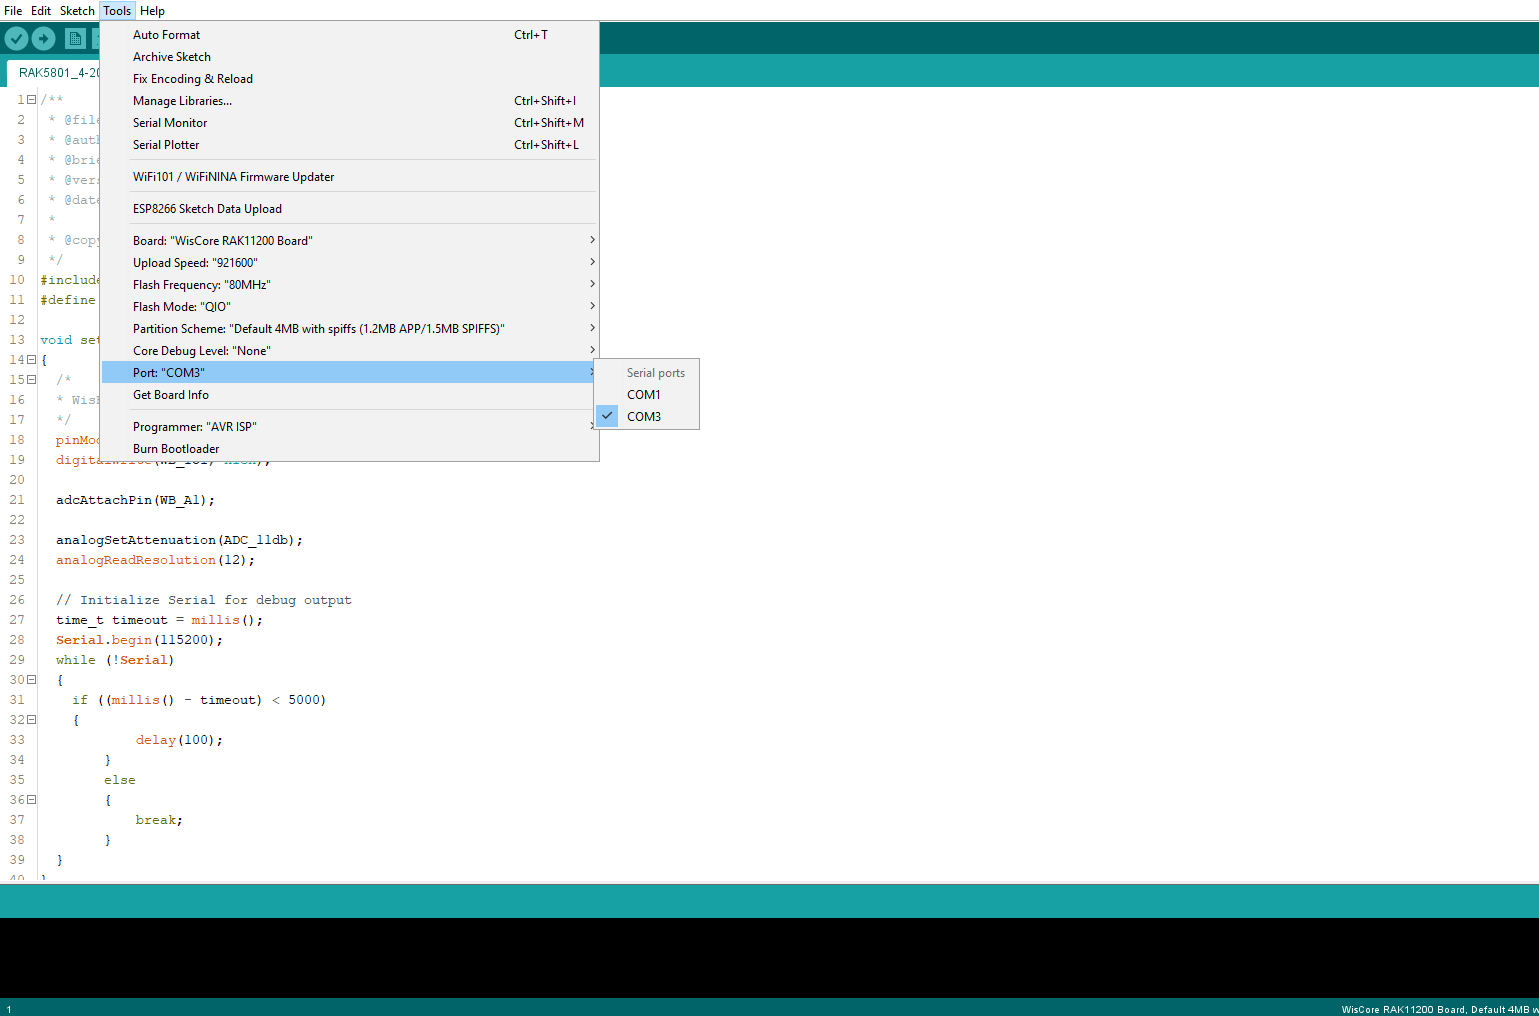 File Edit Sketch Tools Help
RAK5801_4-20
Auto Format Ctrl+T
Archive Sketch
Fix Encoding & Reload
Manage Libraries... Ctrl+Shift+I
Serial Monitor Ctrl+Shift+M
Serial Plotter Ctrl+Shift+L
WiFi101 / WiFiNINA Firmware Updater
ESP8266 Sketch Data Upload
Board: "WisCore RAK11200 Board"
Upload Speed: "921600"
Flash Frequency: "80MHz"
Flash Mode: "QIO"
Partition Scheme: "Default 4MB with spiffs (1.2MB APP/1.5MB SPIFFS)"
Core Debug Level: "None"
Port: "COM3"
Get Board Info
Programmer: "AVR ISP"
Burn Bootloader
Serial ports
COM1
COM3
1 /**
2 * @file
3 * @aut
4 * @brie
5 * @vers
6 * @date
7 *
8 * @copy
9 */
10 #include
11 #define
12
13 void set
14 {
15 /*
16 * Wis
17 */
18 pinMo
19 digitalWrite(WB_IO1, HIGH);
20
21 adcAttachPin(WB_A1);
22
23 analogSetAttenuation(ADC_11db);
24 analogReadResolution(12);
25
26 // Initialize Serial for debug output
27 time_t timeout = millis();
28 Serial.begin(115200);
29 while (!Serial)
30 {
31 if ((millis() - timeout) < 5000)
32 {
33 delay(100);
34 }
35 else
36 {
37 break;
38 }
39 }
40 }
1 WisCore RAK11200 Board, Default 4MB w